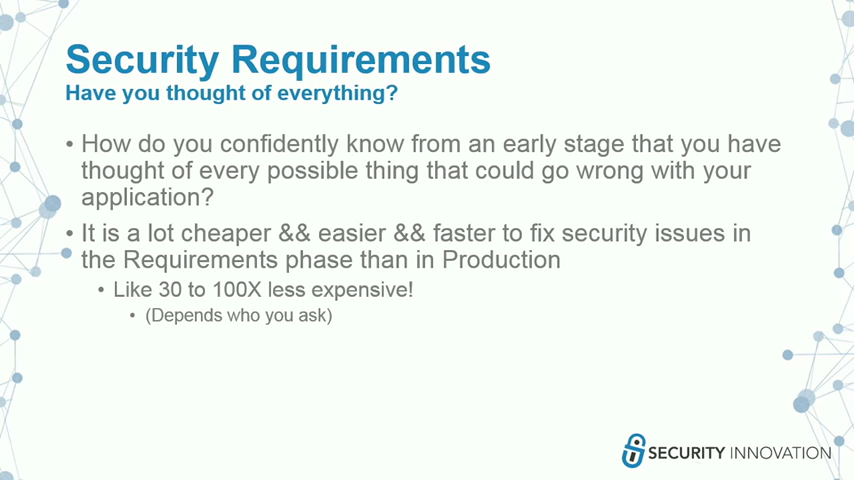 Security Requirements
Have you thought of everything?
• How do you confidently know from an early stage that you have
thought of every possible thing that could go wrong with your
application?
• It is a lot cheaper && easier && faster to fix security issues in
the Requirements phase than in Production
• Like 30 to 100X less expensive!
• (Depends who you ask)
SECURITY INNOVATION